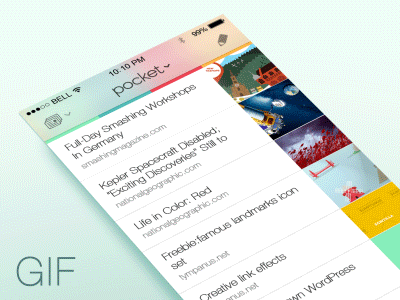 BELL
10:10 PM
99%
pocket
Full-Day Smashing Workshops
In Germany
smashingmagazine.com
Kepler Spacecraft Disabled;
"Exciting Discoveries" Still to
nationalgeographic.com
Life in Color: Red
nationalgeographic.com
Freebie:famous landmarks icon
set
tympanus.net
Creative link effects
tympanus.net
wn WordPress
GIF